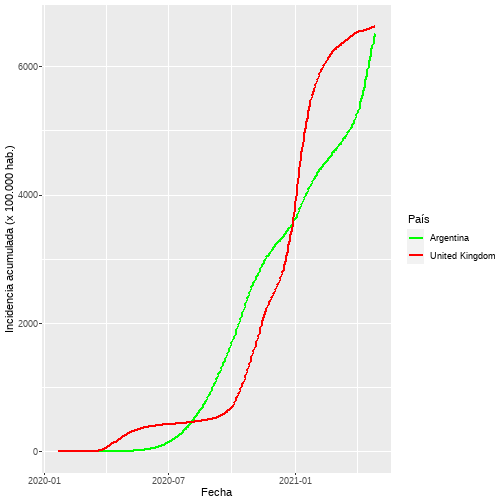 Incidencia acumulada (x 100.000 hab.)
6000
4000
2000
0
2020-01
2020-07
2021-01
Fecha
País
Argentina
United Kingdom